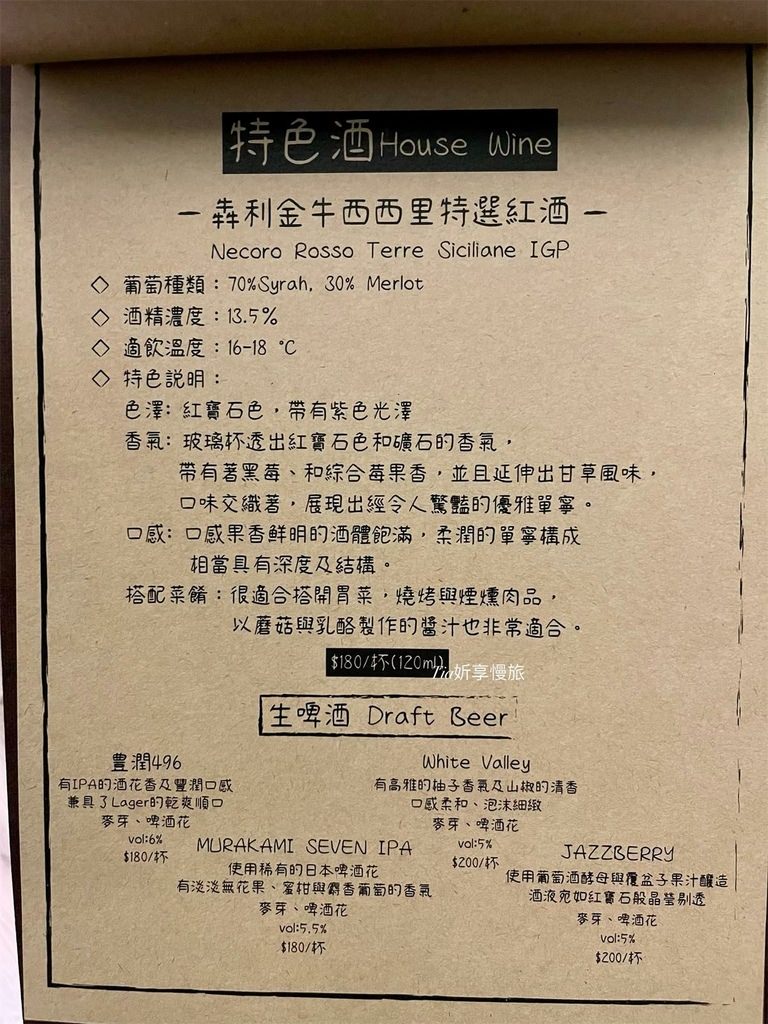 特色酒House Wine
— 犇利金牛西西里特選紅酒 —
Necoro Rosso Terre Siciliane IGP
◇ 葡萄種類：70%Syrah, 30% Merlot
◇ 酒精濃度：13.5%
◇ 適飲溫度：16-18 °C
◇ 特色說明：
色澤: 紅寶石色，帶有紫色光澤
香氣: 玻璃杯透出紅寶石色和礦石的香氣，
帶有著黑莓、和綜合莓果香，並且延伸出甘草風味，
口味交織著，展現出經令人驚豔的優雅單寧。
口感: 口感果香鮮明的酒體飽滿，柔潤的單寧構成
相當具有深度及結構。
搭配菜餚：很適合搭開胃菜，燒烤與煙燻肉品，
以蘑菇與乳酪製作的醬汁也非常適合。
$180/杯(120ml)
Tia妡享慢旅
生啤酒 Draft Beer
豊潤496
有IPA的酒花香及豐潤口感
兼具了Lager的乾爽順口
麥芽、啤酒花
vol:6%
$180/杯
White Valley
有高雅的柚子香氣及山椒的清香
口感柔和、泡沫細緻
麥芽、啤酒花
vol:5%
$200/杯
MURAKAMI SEVEN IPA
使用稀有的日本啤酒花
有淡淡無花果、蜜柑與麝香葡萄的香氣
麥芽、啤酒花
vol:5.5%
$180/杯
JAZZBERRY
使用葡萄酒酵母與覆盆子果汁釀造
酒液宛如紅寶石般晶瑩剔透
麥芽、啤酒花
vol:5%
$200/杯